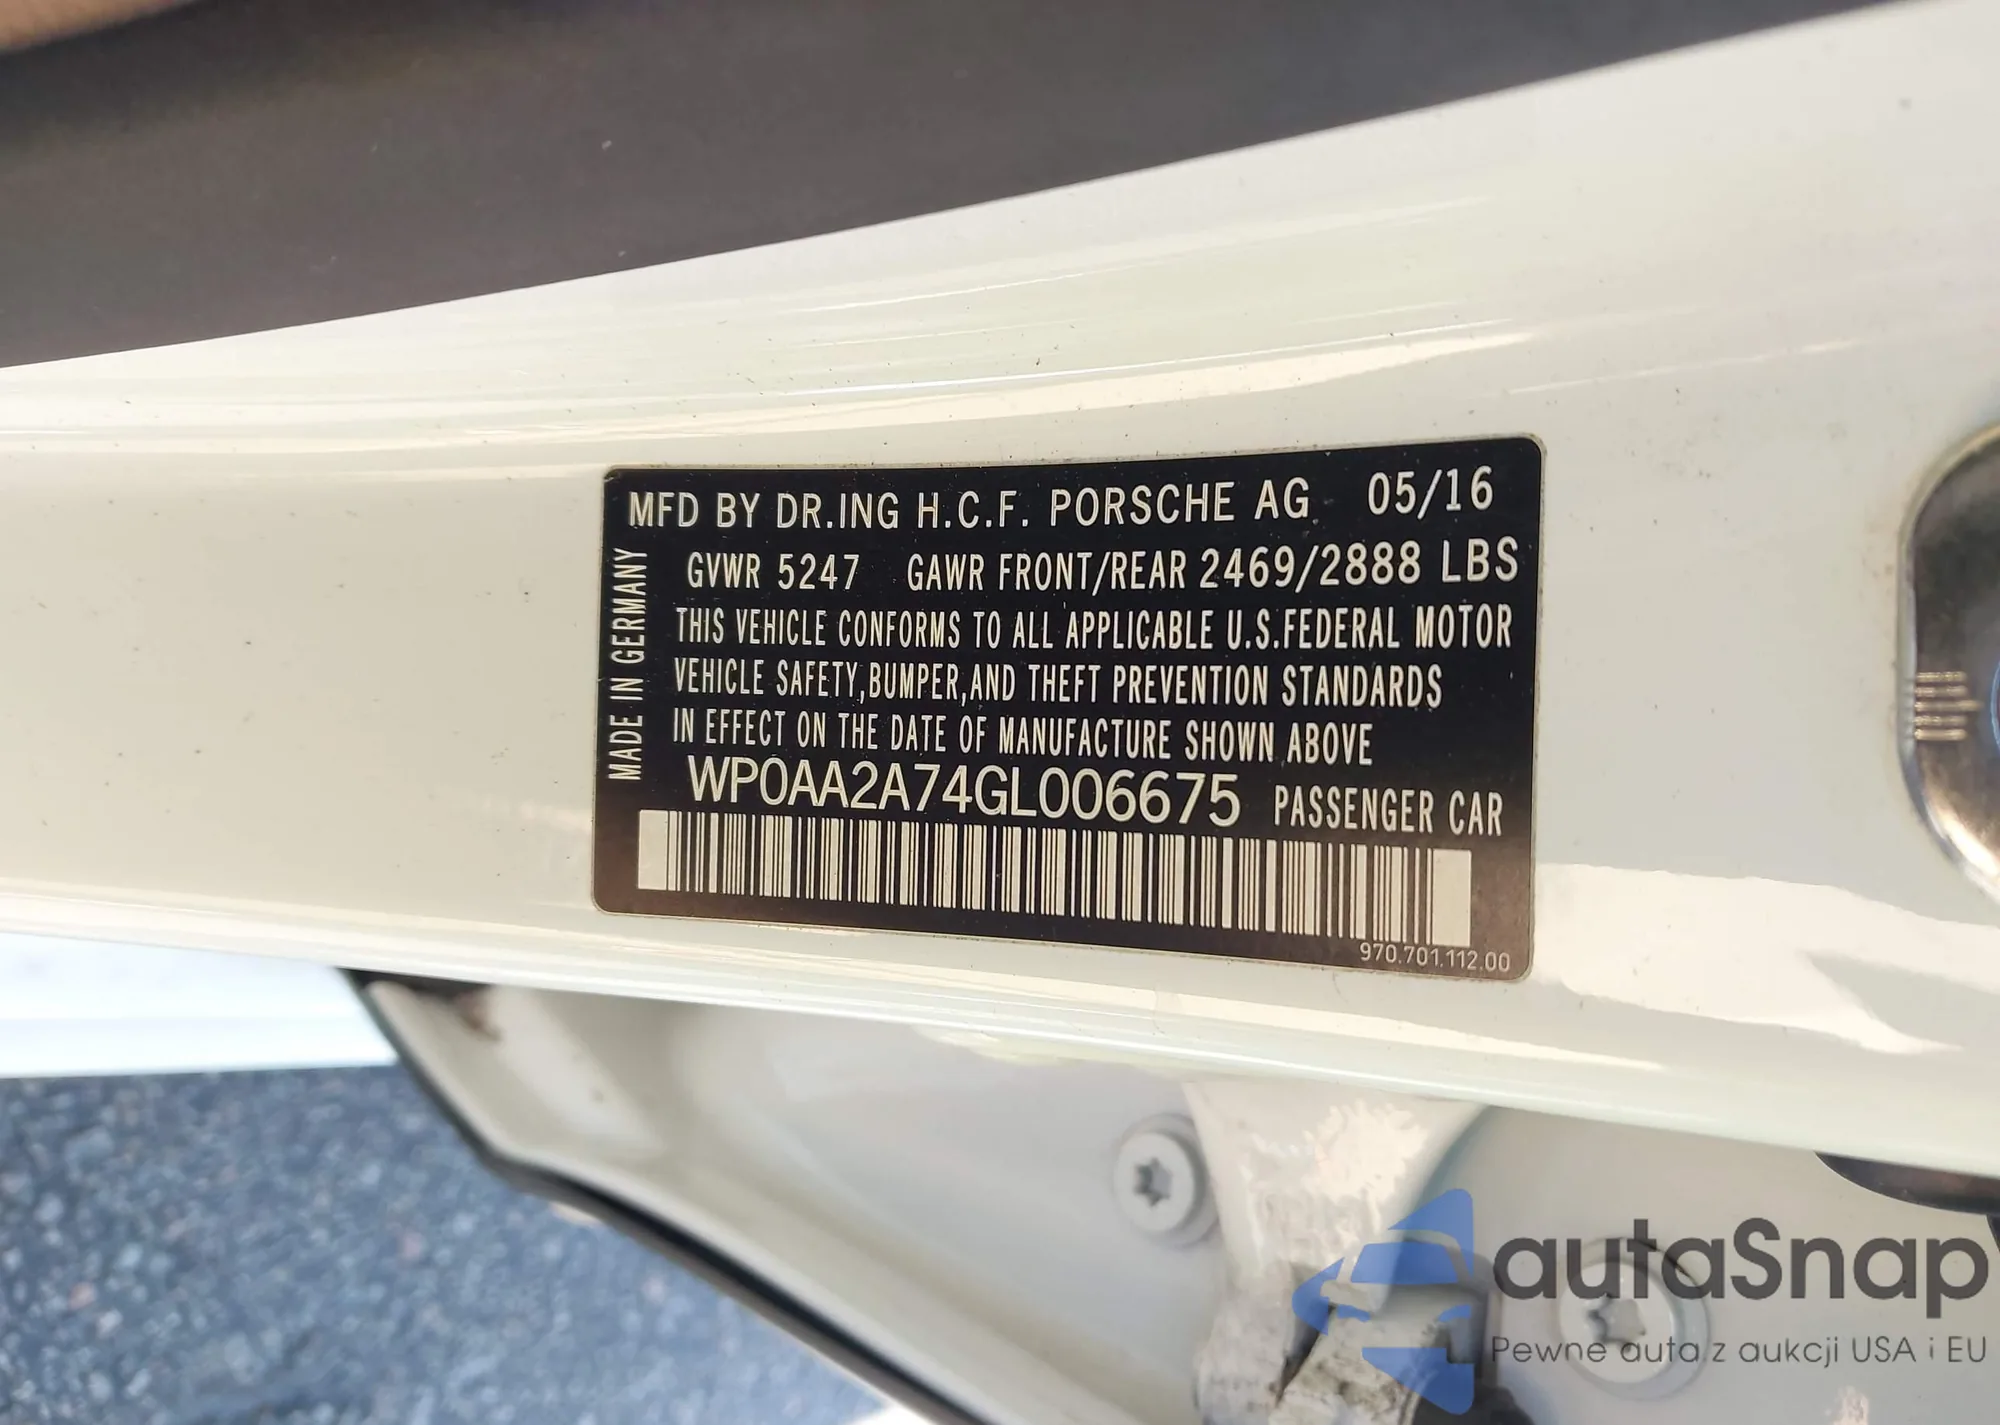 MFD BY DR.ING H.C.F. PORSCHE AG 05/16
GVWR 5247 GAWR FRONT/REAR 2469/2888 LBS
THIS VEHICLE CONFORMS TO ALL APPLICABLE U.S.FEDERAL MOTOR
VEHICLE SAFETY,BUMPER,AND THEFT PREVENTION STANDARDS
IN EFFECT ON THE DATE OF MANUFACTURE SHOWN ABOVE
WP0AA2A74GL006675 PASSENGER CAR
970.701.112.00
MADE IN GERMANY
autaSnap
Pewne auta z aukcji USA i EU